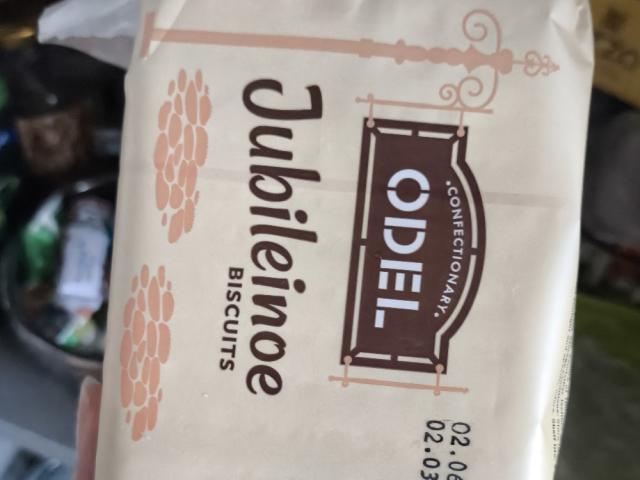 .CONFECTIONARY.
ODEL
Jubileinoe
BISCUITS
02.06
02.03